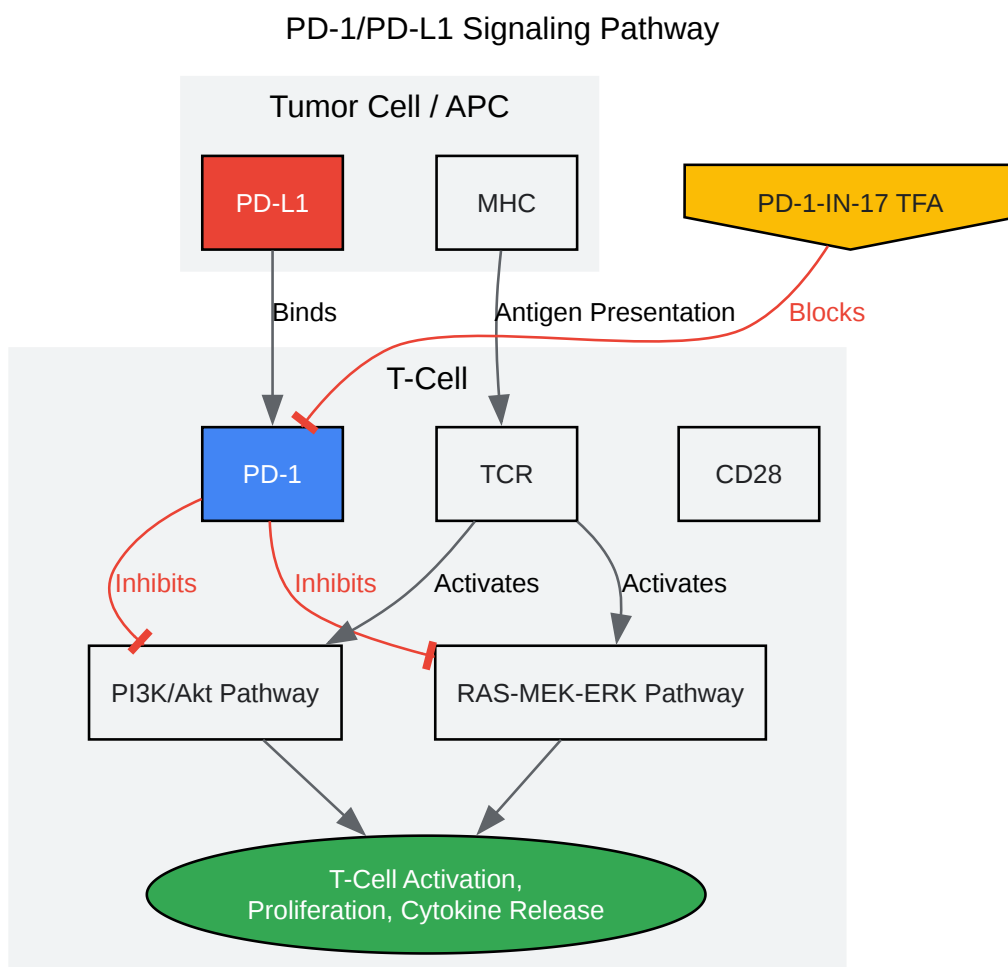 PD-1/PD-L1 Signaling Pathway
Tumor Cell / APC
PD-L1
MHC
PD-1-IN-17 TFA
Binds
Antigen Presentation
Blocks
T-Cell
PD-1
TCR
CD28
Inhibits
Inhibits
Activates
Activates
PI3K/Akt Pathway
RAS-MEK-ERK Pathway
T-Cell Activation,
Proliferation, Cytokine Release